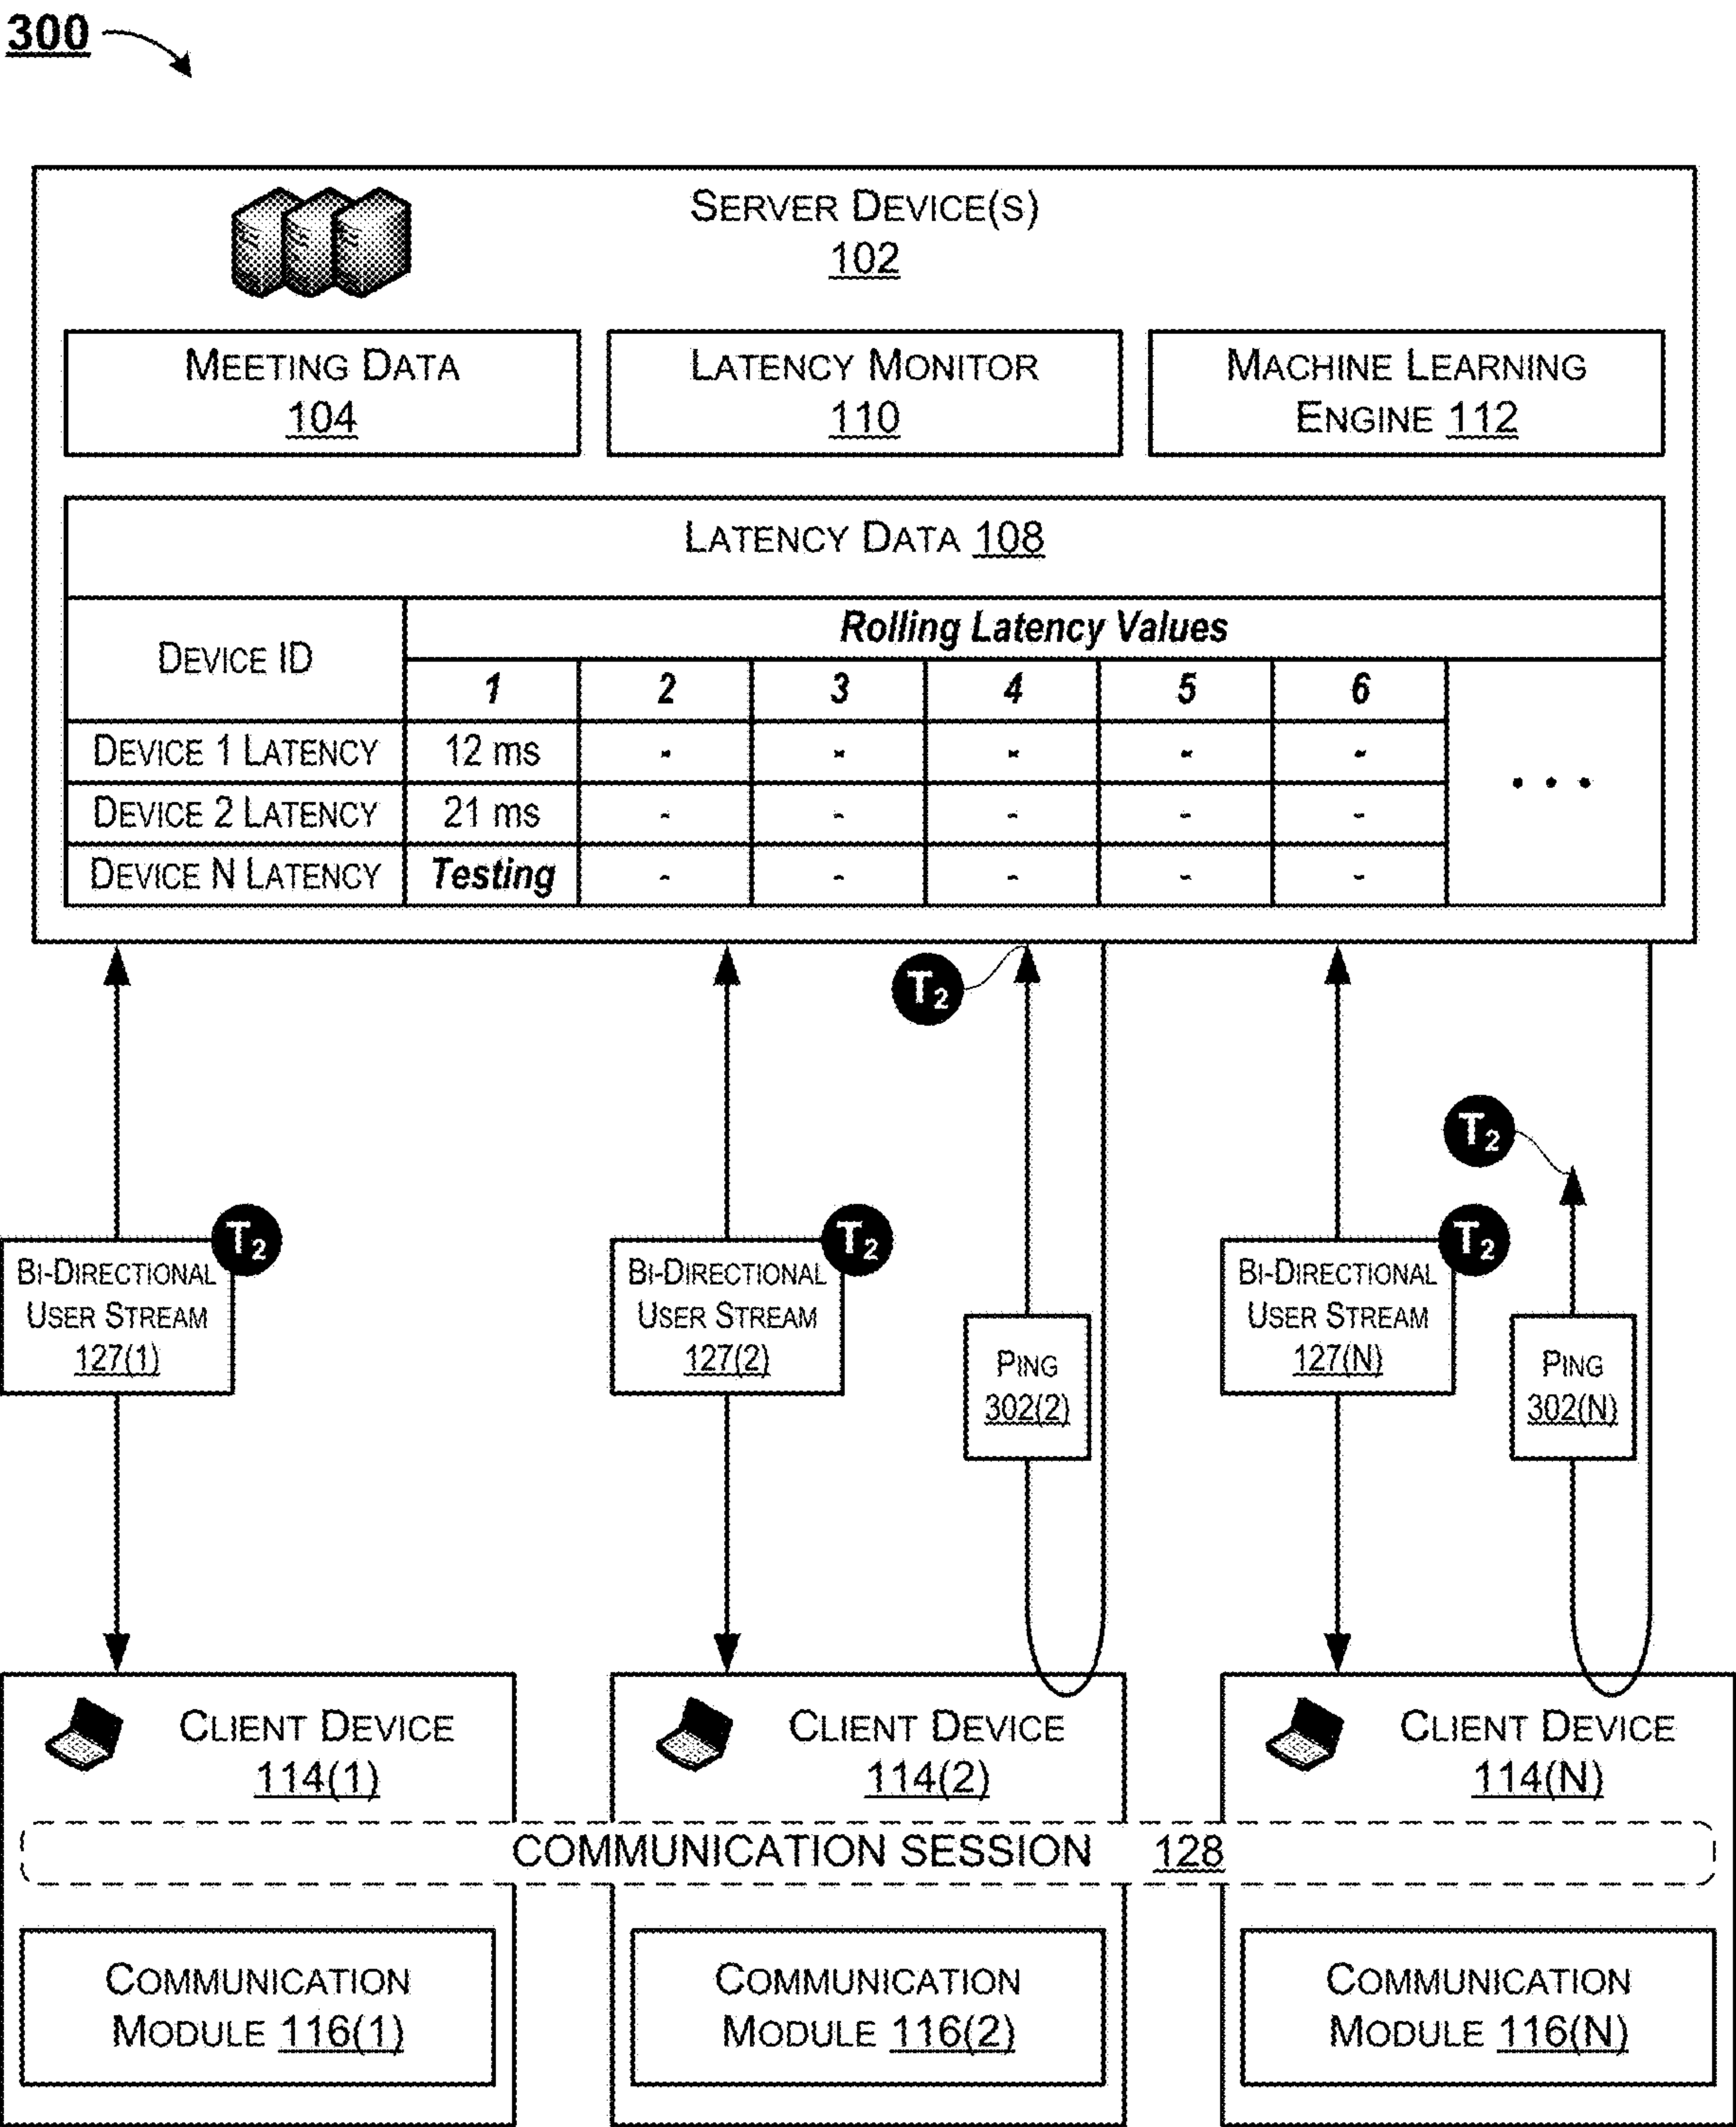 300
SERVER DEVICE(S)
102
MEETING DATA
104
LATENCY MONITOR
110
MACHINE LEARNING
ENGINE 112
LATENCY DATA 108
DEVICE ID
Rolling Latency Values
1 2 3 4 5 6
DEVICE 1 LATENCY 12 ms - - - - -
DEVICE 2 LATENCY 21 ms - - - - -
DEVICE N LATENCY Testing - - - - -
• • •
T2
T2
T2
BI-DIRECTIONAL
USER STREAM
127(1)
T2
BI-DIRECTIONAL
USER STREAM
127(2)
PING
302(2)
T2
BI-DIRECTIONAL
USER STREAM
127(N)
PING
302(N)
CLIENT DEVICE
114(1)
CLIENT DEVICE
114(2)
CLIENT DEVICE
114(N)
COMMUNICATION SESSION 128
COMMUNICATION
MODULE 116(1)
COMMUNICATION
MODULE 116(2)
COMMUNICATION
MODULE 116(N)